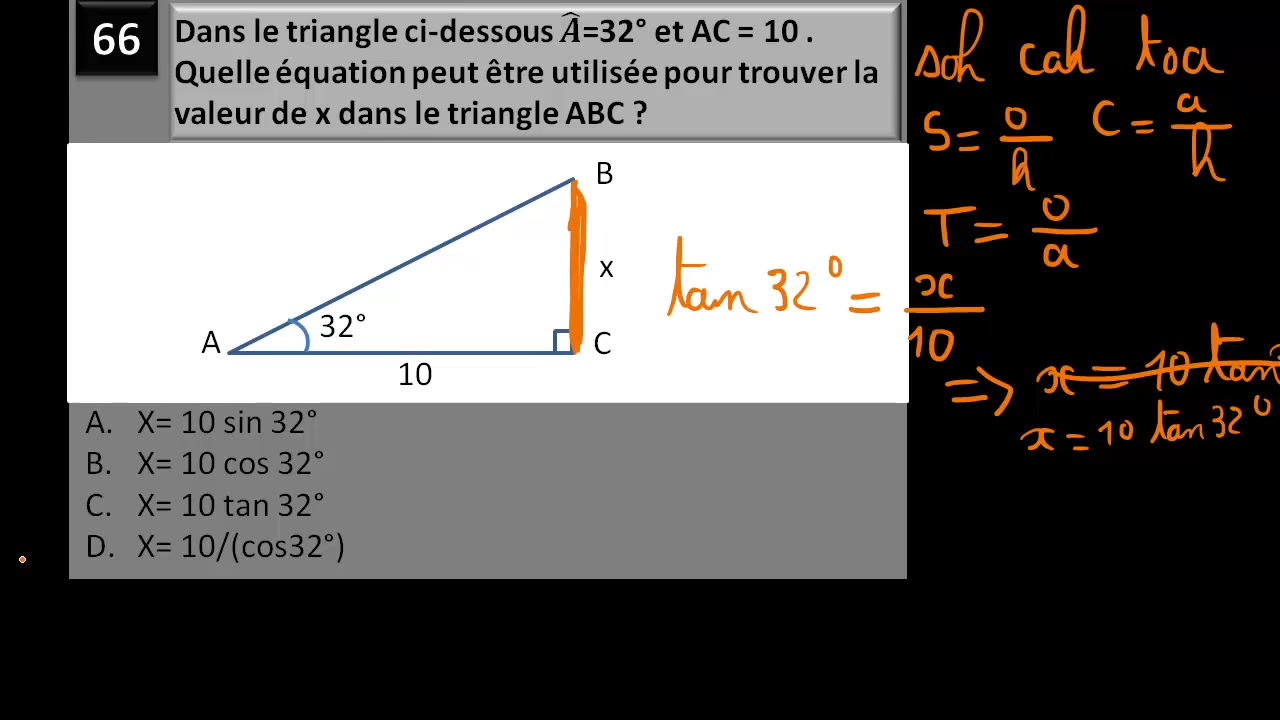 66
Dans le triangle ci-dessous Â=32° et AC = 10 .
Quelle équation peut être utilisée pour trouver la
valeur de x dans le triangle ABC ?
soh cah toa
S = o/h C = a/h
T = o/a
B
x
A
32°
C
10
tan 32° = x/10
=> x = 10 tan
x = 10 tan 32°
A. X= 10 sin 32°
B. X= 10 cos 32°
C. X= 10 tan 32°
D. X= 10/(cos32°)